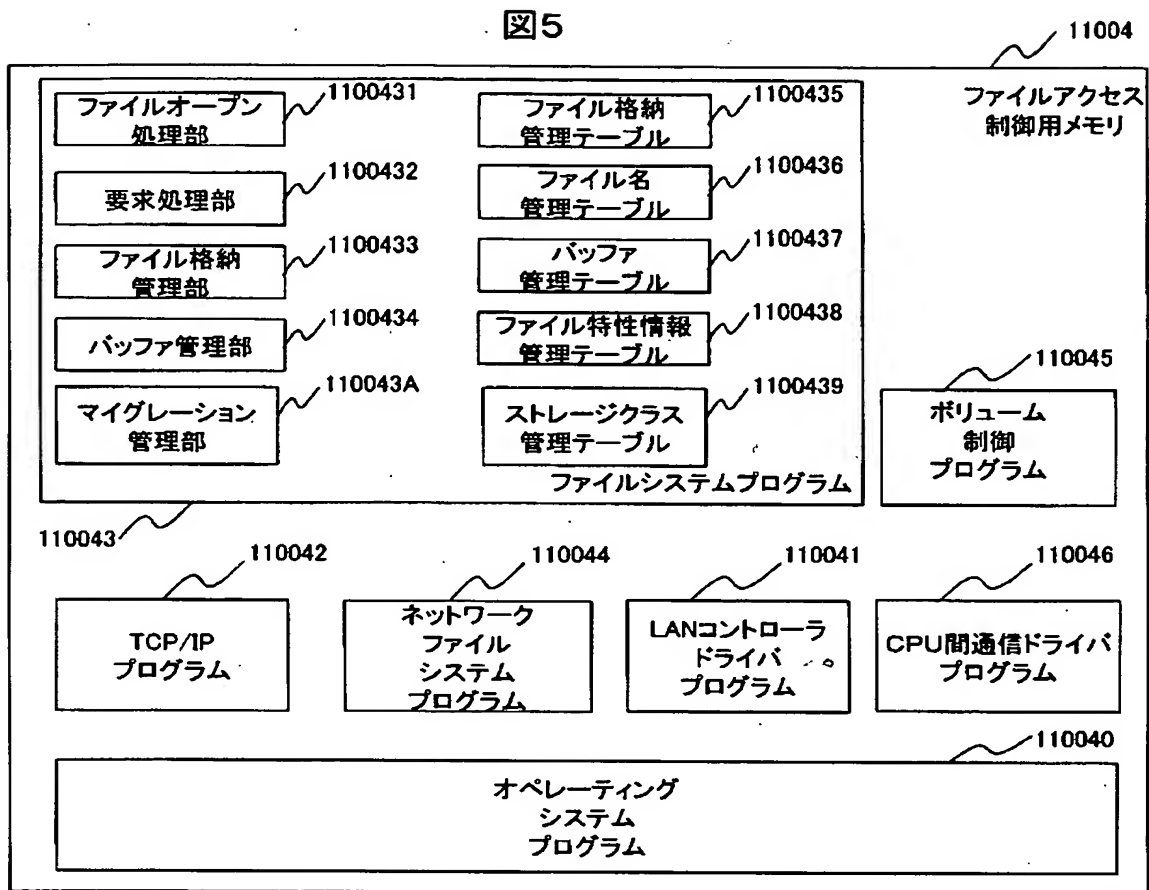 図5
11004
ファイルアクセス
制御用メモリ
ファイルオープン
処理部
1100431
ファイル格納
管理テーブル
1100435
要求処理部
1100432
ファイル名
管理テーブル
1100436
ファイル格納
管理部
1100433
バッファ
管理テーブル
1100437
バッファ管理部
1100434
ファイル特性情報
管理テーブル
1100438
マイグレーション
管理部
110043A
ストレージクラス
管理テーブル
1100439
ファイルシステムプログラム
110043
ボリューム
制御
プログラム
110045
TCP/IP
プログラム
110042
ネットワーク
ファイル
システム
プログラム
110044
LANコントローラ
ドライバ
プログラム
110041
CPU間通信ドライバ
プログラム
110046
110040
オペレーティング
システム
プログラム